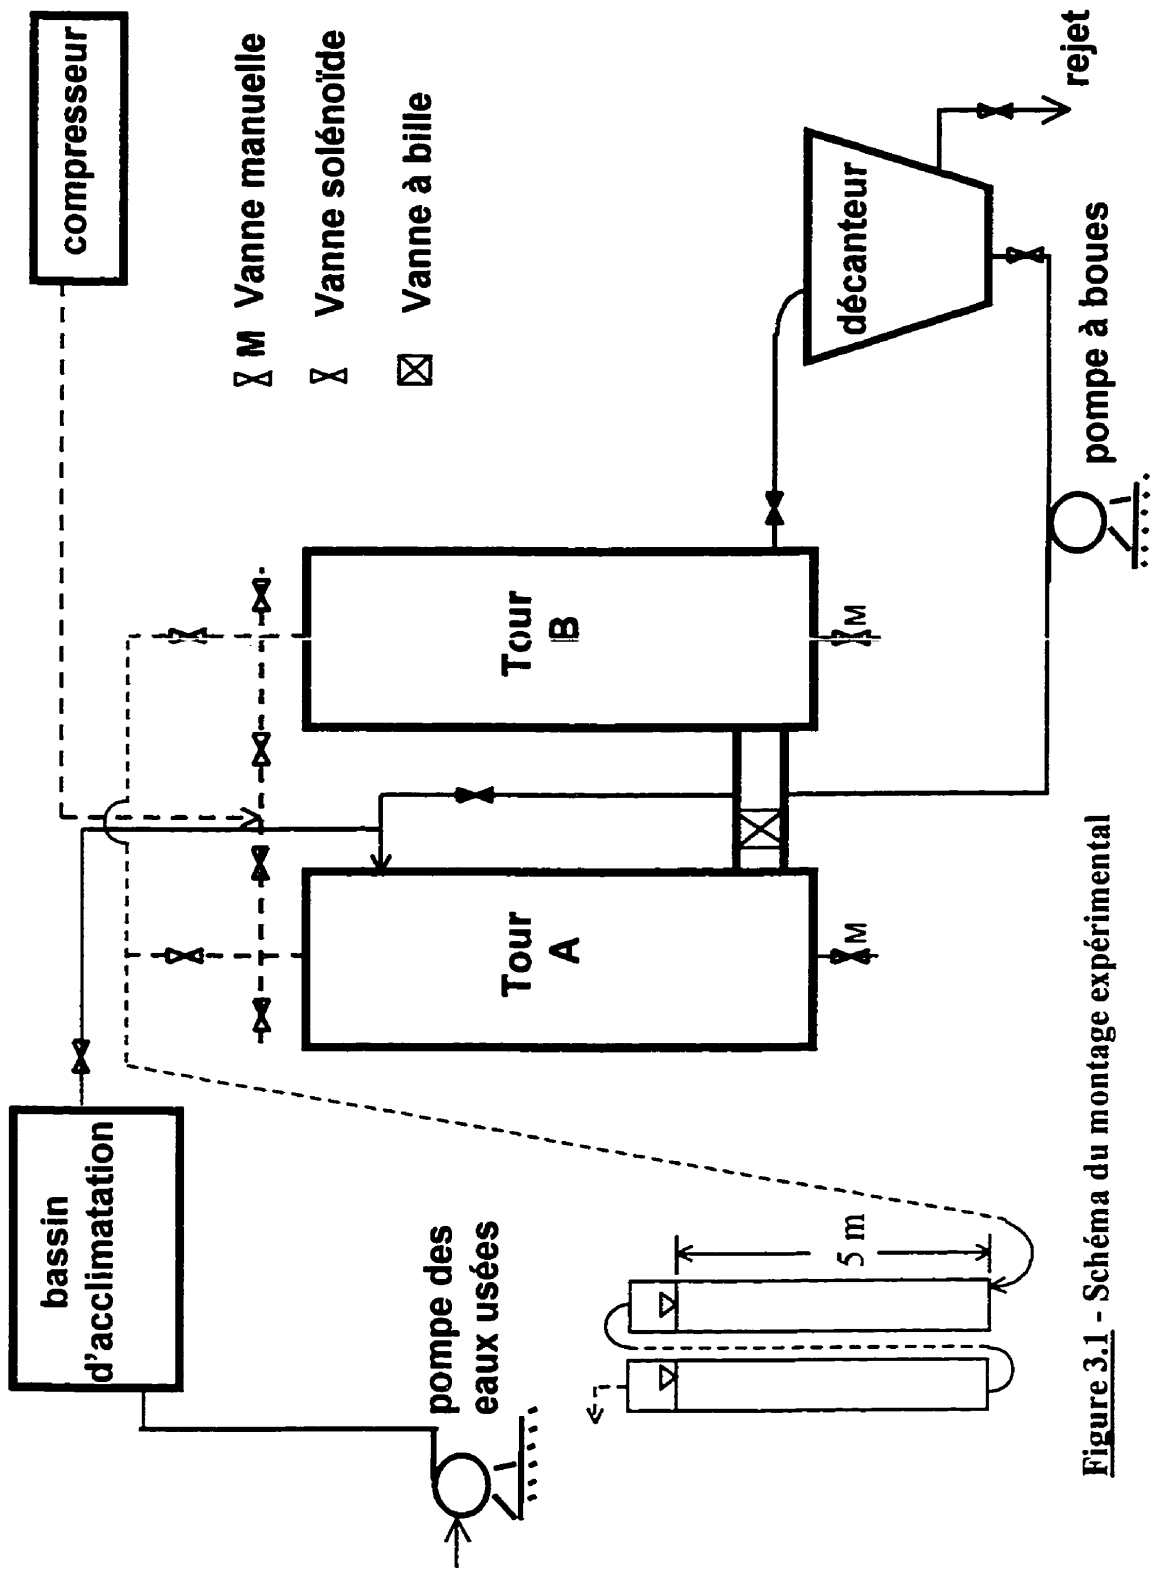 compresseur
M Vanne manuelle
Vanne solénoïde
Vanne à bille
rejet
décanteur
pompe à boues
Tour
B
M
Tour
A
M
bassin
d'acclimatation
pompe des
eaux usées
5 m
Figure 3.1 - Schéma du montage expérimental